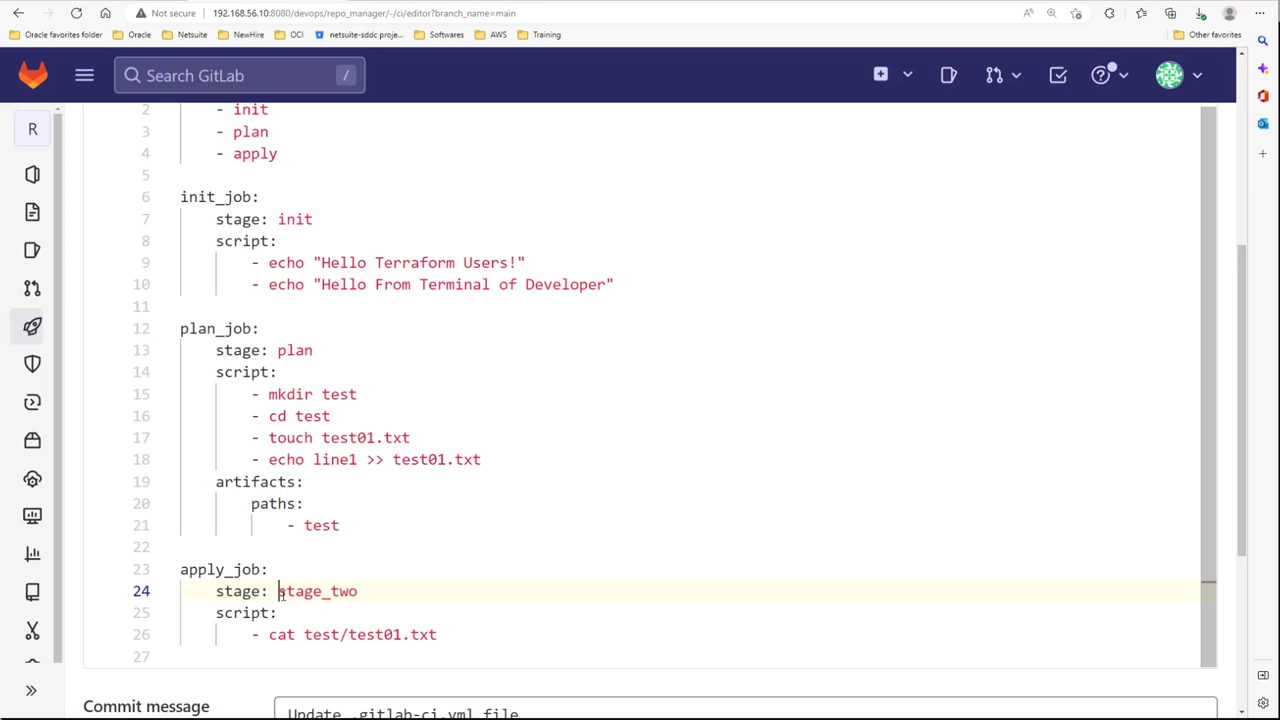 Not secure 192.168.56.10:8080/devops/repo_manager/-/ci/editor?branch_name=main
Oracle favorites folder Oracle Netsuite NewHire OCI netsuite-sddc proje... Softwares AWS Training Other favorites
Search GitLab /
R
2 - init
3 - plan
4 - apply
5
6 init_job:
7 stage: init
8 script:
9 - echo "Hello Terraform Users!"
10 - echo "Hello From Terminal of Developer"
11
12 plan_job:
13 stage: plan
14 script:
15 - mkdir test
16 - cd test
17 - touch test01.txt
18 - echo line1 >> test01.txt
19 artifacts:
20 paths:
21 - test
22
23 apply_job:
24 stage: stage_two
25 script:
26 - cat test/test01.txt
27
Commit message
Update .gitlab-ci.yml file